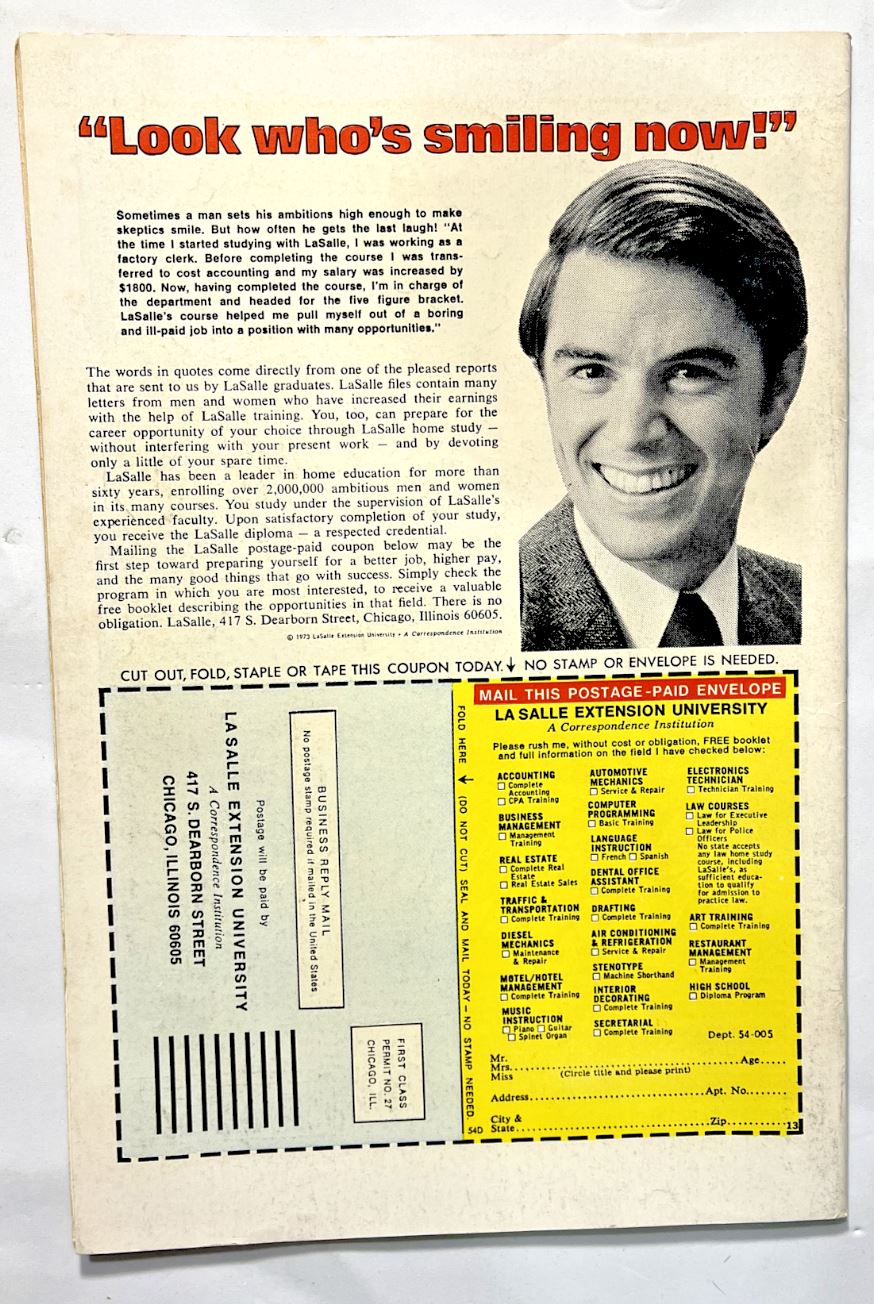 “Look who's smiling now!”
Sometimes a man sets his ambitions high enough to make
skeptics smile. But how often he gets the last laugh! "At
the time I started studying with LaSalle, I was working as a
factory clerk. Before completing the course I was trans-
ferred to cost accounting and my salary was increased by
$1800. Now, having completed the course, I'm in charge of
the department and headed for the five figure bracket.
LaSalle's course helped me pull myself out of a boring
and ill-paid job into a position with many opportunities."
The words in quotes come directly from one of the pleased reports
that are sent to us by LaSalle graduates. LaSalle files contain many
letters from men and women who have increased their earnings
with the help of LaSalle training. You, too, can prepare for the
career opportunity of your choice through LaSalle home study —
without interfering with your present work — and by devoting
only a little of your spare time.
LaSalle has been a leader in home education for more than
sixty years, enrolling over 2,000,000 ambitious men and women
in its many courses. You study under the supervision of LaSalle's
experienced faculty. Upon satisfactory completion of your study,
you receive the LaSalle diploma — a respected credential.
Mailing the LaSalle postage-paid coupon below may be the
first step toward preparing yourself for a better job, higher pay,
and the many good things that go with success. Simply check the
program in which you are most interested, to receive a valuable
free booklet describing the opportunities in that field. There is no
obligation. LaSalle, 417 S. Dearborn Street, Chicago, Illinois 60605.
© 1973 LaSalle Extension University • A Correspondence Institution
CUT OUT, FOLD, STAPLE OR TAPE THIS COUPON TODAY. ↓ NO STAMP OR ENVELOPE IS NEEDED.
BUSINESS REPLY MAIL
No postage stamp required if mailed in the United States
Postage will be paid by
LA SALLE EXTENSION UNIVERSITY
A Correspondence Institution
417 S. DEARBORN STREET
CHICAGO, ILLINOIS 60605
FIRST CLASS
PERMIT NO. 27
CHICAGO, ILL.
FOLD HERE → (DO NOT CUT) SEAL AND MAIL TODAY — NO STAMP NEEDED.
MAIL THIS POSTAGE-PAID ENVELOPE
LA SALLE EXTENSION UNIVERSITY
A Correspondence Institution
Please rush me, without cost or obligation, FREE booklet
and full information on the field I have checked below:
ACCOUNTING
☐ Complete
Accounting
☐ CPA Training
BUSINESS
MANAGEMENT
☐ Management
Training
REAL ESTATE
☐ Complete Real
Estate
☐ Real Estate Sales
TRAFFIC &
TRANSPORTATION
☐ Complete Training
DIESEL
MECHANICS
☐ Maintenance
& Repair
MOTEL/HOTEL
MANAGEMENT
☐ Complete Training
MUSIC
INSTRUCTION
☐ Piano ☐ Guitar
☐ Spinet Organ
AUTOMOTIVE
MECHANICS
☐ Service & Repair
COMPUTER
PROGRAMMING
☐ Basic Training
LANGUAGE
INSTRUCTION
☐ French ☐ Spanish
DENTAL OFFICE
ASSISTANT
☐ Complete Training
DRAFTING
☐ Complete Training
AIR CONDITIONING
& REFRIGERATION
☐ Service & Repair
STENOTYPE
☐ Machine Shorthand
INTERIOR
DECORATING
☐ Complete Training
SECRETARIAL
☐ Complete Training
ELECTRONICS
TECHNICIAN
☐ Technician Training
LAW COURSES
☐ Law for Executive
Leadership
☐ Law for Police
Officers
No state accepts
any law home study
course, including
LaSalle's, as
sufficient educa-
tion to qualify
for admission to
practice law.
ART TRAINING
☐ Complete Training
RESTAURANT
MANAGEMENT
☐ Management
Training
HIGH SCHOOL
☐ Diploma Program
Dept. 54-005
Mr.
Mrs. Age
Miss (Circle title and please print)
Address Apt. No.
City &
State Zip
54D
13